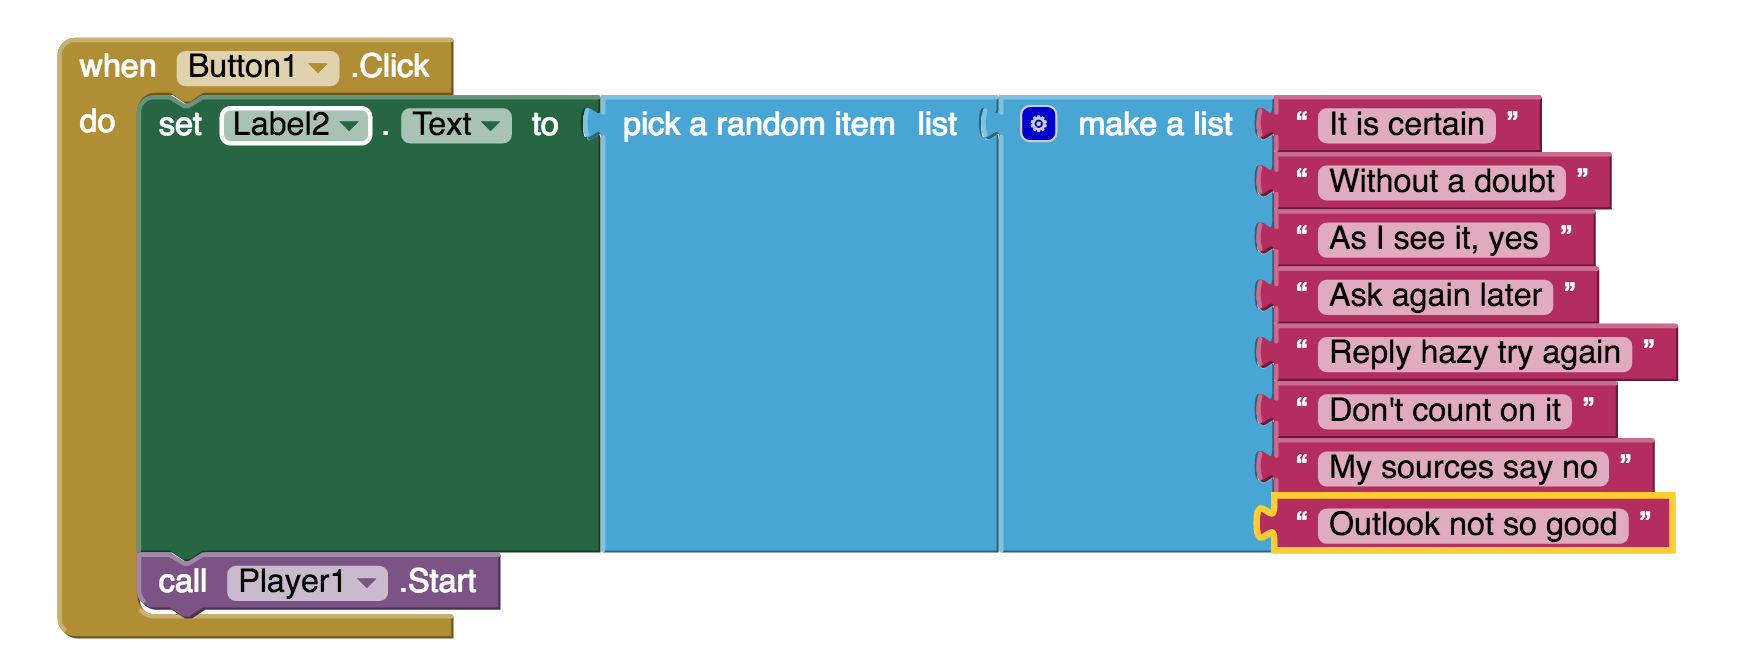 when Button1 .Click
do set Label2 . Text to pick a random item list make a list “ It is certain ”
“ Without a doubt ”
“ As I see it, yes ”
“ Ask again later ”
“ Reply hazy try again ”
“ Don't count on it ”
“ My sources say no ”
“ Outlook not so good ”
call Player1 .Start